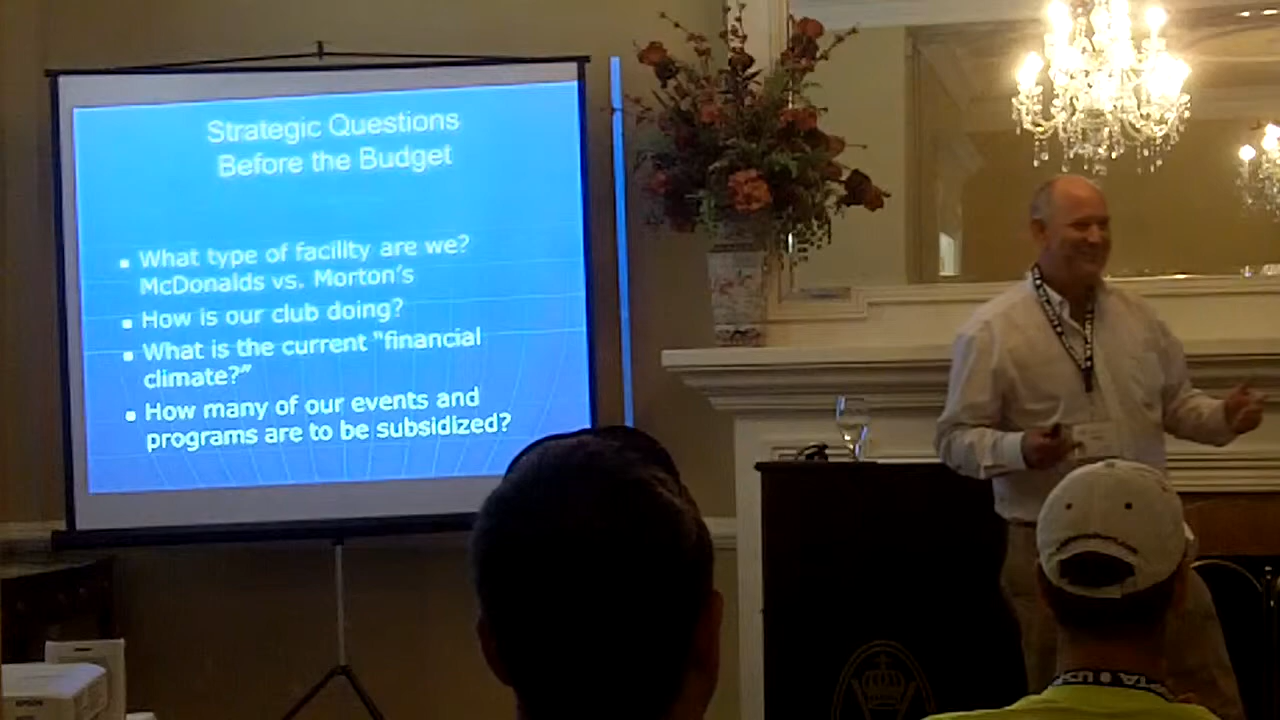 Strategic Questions
Before the Budget
What type of facility are we?
McDonalds vs. Morton's
How is our club doing?
What is the current "financial
climate?"
How many of our events and
programs are to be subsidized?
EPSON